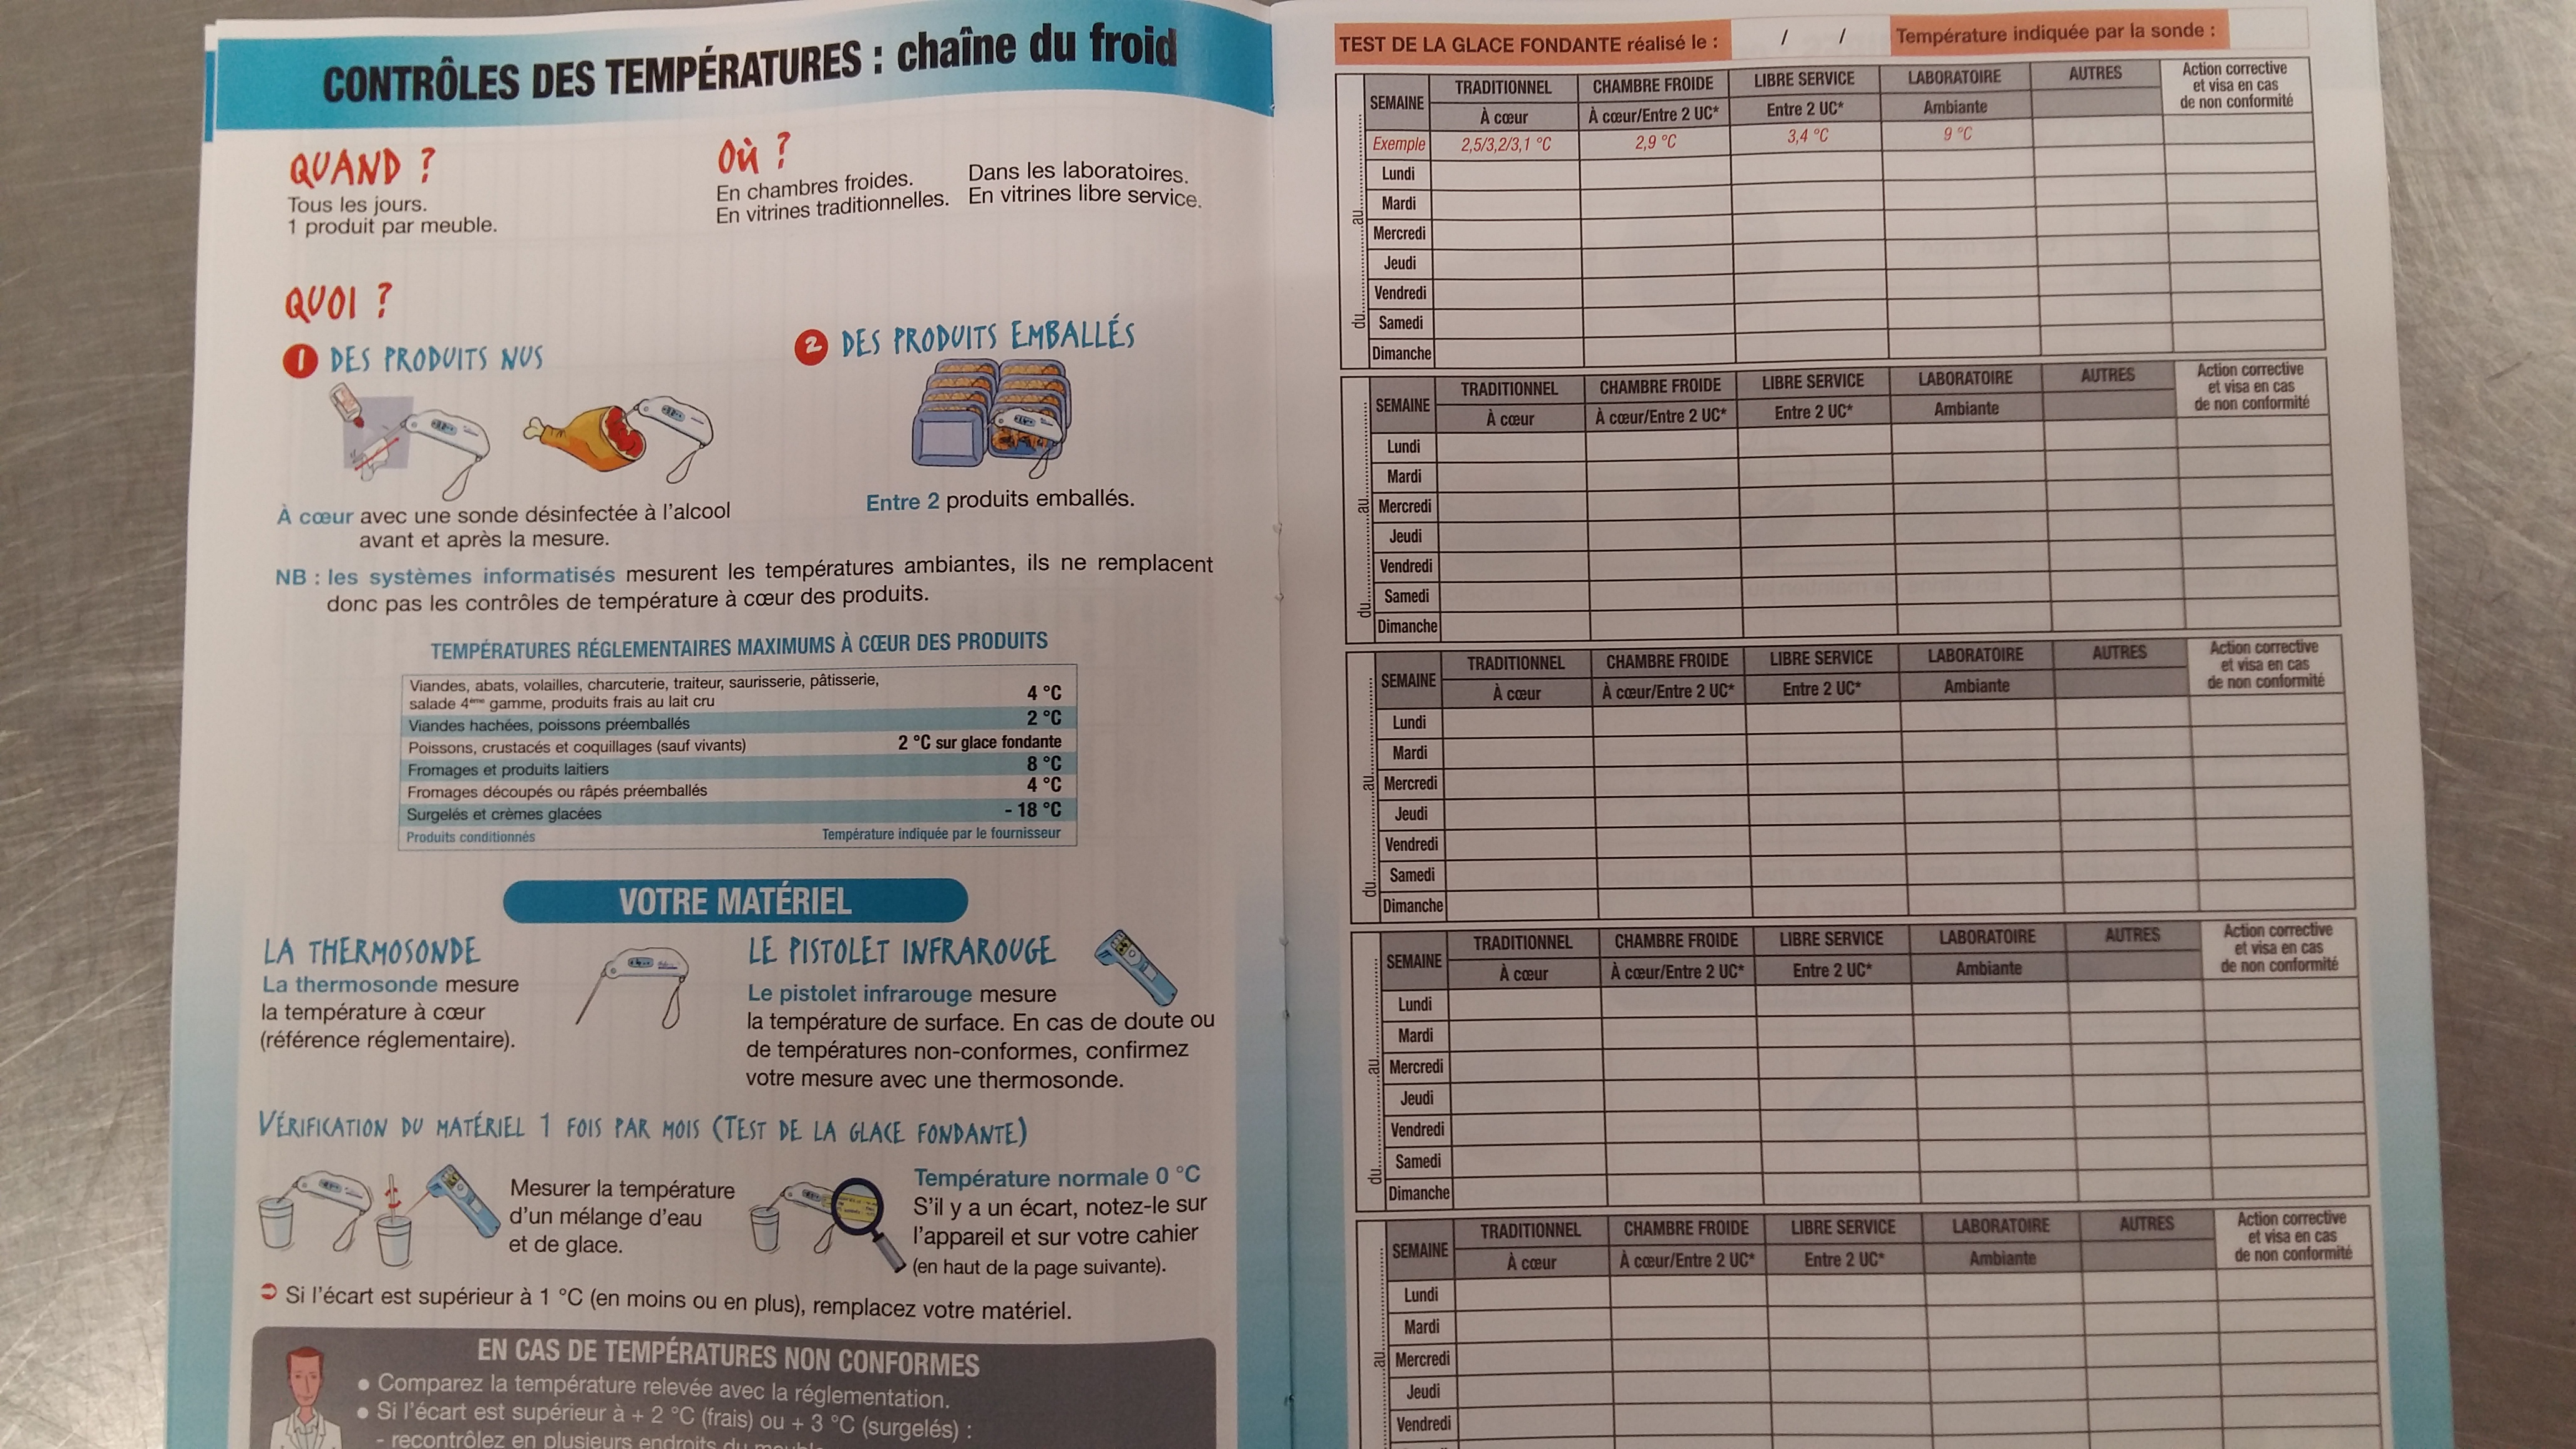 CONTRÔLES DES TEMPÉRATURES : chaîne du froid
QUAND ?
Tous les jours.
1 produit par meuble.
Où ?
En chambres froides.
En vitrines traditionnelles.
Dans les laboratoires.
En vitrines libre service.
QUOI ?
1 DES PRODUITS NUS
À cœur avec une sonde désinfectée à l'alcool
avant et après la mesure.
2 DES PRODUITS EMBALLÉS
Entre 2 produits emballés.
NB : les systèmes informatisés mesurent les températures ambiantes, ils ne remplacent
donc pas les contrôles de température à cœur des produits.
TEMPÉRATURES RÉGLEMENTAIRES MAXIMUMS À CŒUR DES PRODUITS
Viandes, abats, volailles, charcuterie, traiteur, saurisserie, pâtisserie,
salade 4ème gamme, produits frais au lait cru 4 °C
Viandes hachées, poissons préemballés 2 °C
Poissons, crustacés et coquillages (sauf vivants) 2 °C sur glace fondante
Fromages et produits laitiers 8 °C
Fromages découpés ou râpés préemballés 4 °C
Surgelés et crèmes glacées - 18 °C
Produits conditionnés Température indiquée par le fournisseur
VOTRE MATÉRIEL
LA THERMOSONDE
La thermosonde mesure
la température à cœur
(référence réglementaire).
LE PISTOLET INFRAROUGE
Le pistolet infrarouge mesure
la température de surface. En cas de doute ou
de températures non-conformes, confirmez
votre mesure avec une thermosonde.
VÉRIFICATION DU MATÉRIEL 1 FOIS PAR MOIS (TEST DE LA GLACE FONDANTE)
Mesurer la température
d'un mélange d'eau
et de glace.
Température normale 0 °C
S'il y a un écart, notez-le sur
l'appareil et sur votre cahier
(en haut de la page suivante).
Si l'écart est supérieur à 1 °C (en moins ou en plus), remplacez votre matériel.
EN CAS DE TEMPÉRATURES NON CONFORMES
● Comparez la température relevée avec la réglementation.
● Si l'écart est supérieur à + 2 °C (frais) ou + 3 °C (surgelés) :
- recontrôlez en plusieurs endroits du
TEST DE LA GLACE FONDANTE réalisé le : / / Température indiquée par la sonde :
SEMAINE TRADITIONNEL CHAMBRE FROIDE LIBRE SERVICE LABORATOIRE AUTRES Action corrective
et visa en cas
de non conformité
À cœur À cœur/Entre 2 UC* Entre 2 UC* Ambiante
Exemple 2,5/3,2/3,1 °C 2,9 °C 3,4 °C 9 °C
du au
Lundi
Mardi
Mercredi
Jeudi
Vendredi
Samedi
Dimanche
SEMAINE TRADITIONNEL CHAMBRE FROIDE LIBRE SERVICE LABORATOIRE AUTRES Action corrective
et visa en cas
de non conformité
À cœur À cœur/Entre 2 UC* Entre 2 UC* Ambiante
du au
Lundi
Mardi
Mercredi
Jeudi
Vendredi
Samedi
Dimanche
SEMAINE TRADITIONNEL CHAMBRE FROIDE LIBRE SERVICE LABORATOIRE AUTRES Action corrective
et visa en cas
de non conformité
À cœur À cœur/Entre 2 UC* Entre 2 UC* Ambiante
du au
Lundi
Mardi
Mercredi
Jeudi
Vendredi
Samedi
Dimanche
SEMAINE TRADITIONNEL CHAMBRE FROIDE LIBRE SERVICE LABORATOIRE AUTRES Action corrective
et visa en cas
de non conformité
À cœur À cœur/Entre 2 UC* Entre 2 UC* Ambiante
du au
Lundi
Mardi
Mercredi
Jeudi
Vendredi
Samedi
Dimanche
SEMAINE TRADITIONNEL CHAMBRE FROIDE LIBRE SERVICE LABORATOIRE AUTRES Action corrective
et visa en cas
de non conformité
À cœur À cœur/Entre 2 UC* Entre 2 UC* Ambiante
au
Lundi
Mardi
Mercredi
Jeudi
Vendredi